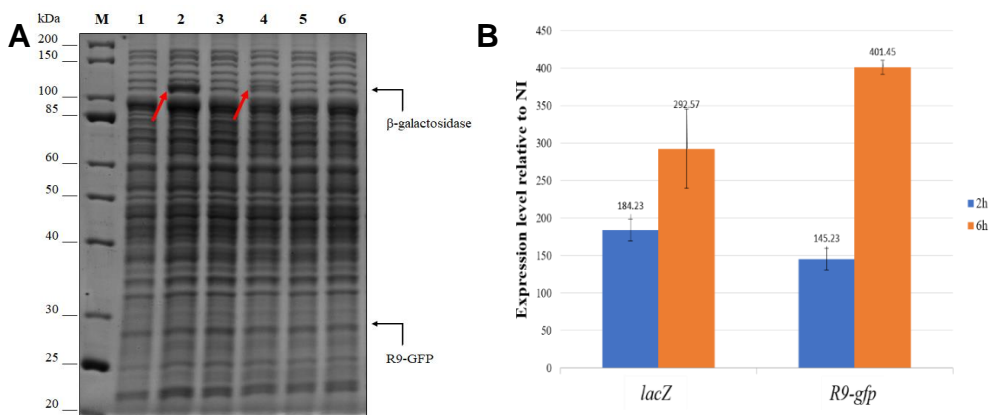 A
kDa M 1 2 3 4 5 6
200
150
100
85
60
50
40
30
25
20
β-galactosidase
R9-GFP
B
Expression level relative to NI
450
400
350
300
250
200
150
100
50
0
184.23
292.57
145.23
401.45
lacZ
R9-gfp
2h
6h